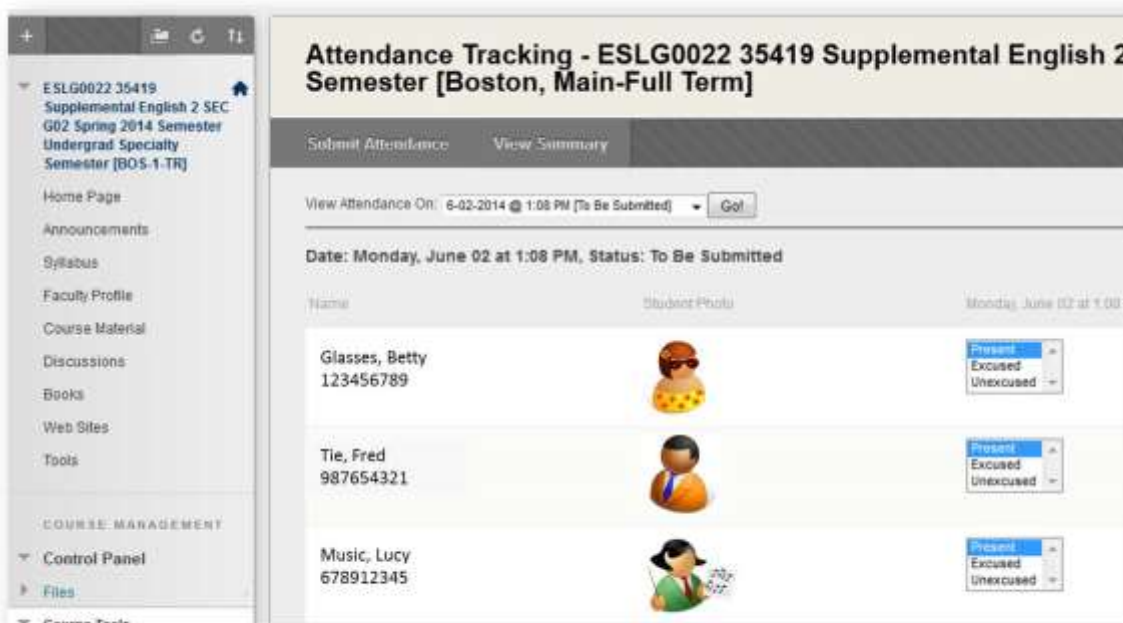 ESLG0022 35419
Supplemental English 2 SEC
G02 Spring 2014 Semester
Undergrad Specialty
Semester [BOS-1-TR]
Home Page
Announcements
Syllabus
Faculty Profile
Course Material
Discussions
Books
Web Sites
Tools
COURSE MANAGEMENT
Control Panel
Files
Course Tools
Attendance Tracking - ESLG0022 35419 Supplemental English 2
Semester [Boston, Main-Full Term]
Submit Attendance View Summary
View Attendance On: 6-02-2014 @ 1:08 PM [To Be Submitted] Go!
Date: Monday, June 02 at 1:08 PM, Status: To Be Submitted
Name Student Photo Monday, June 02 at 1:08
Glasses, Betty
123456789
Present
Excused
Unexcused
Tie, Fred
987654321
Present
Excused
Unexcused
Music, Lucy
678912345
Present
Excused
Unexcused